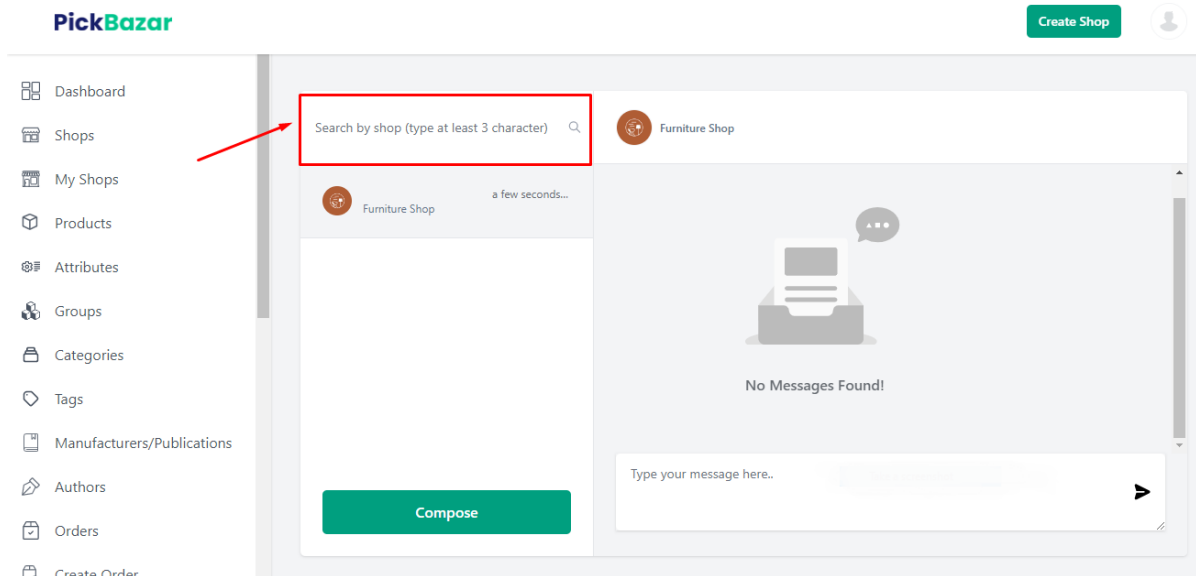 PickBazar
Create Shop
Dashboard
Shops
My Shops
Products
Attributes
Groups
Categories
Tags
Manufacturers/Publications
Authors
Orders
Create Order
Search by shop (type at least 3 character)
a few seconds...
Furniture Shop
Compose
Furniture Shop
No Messages Found!
Type your message here..